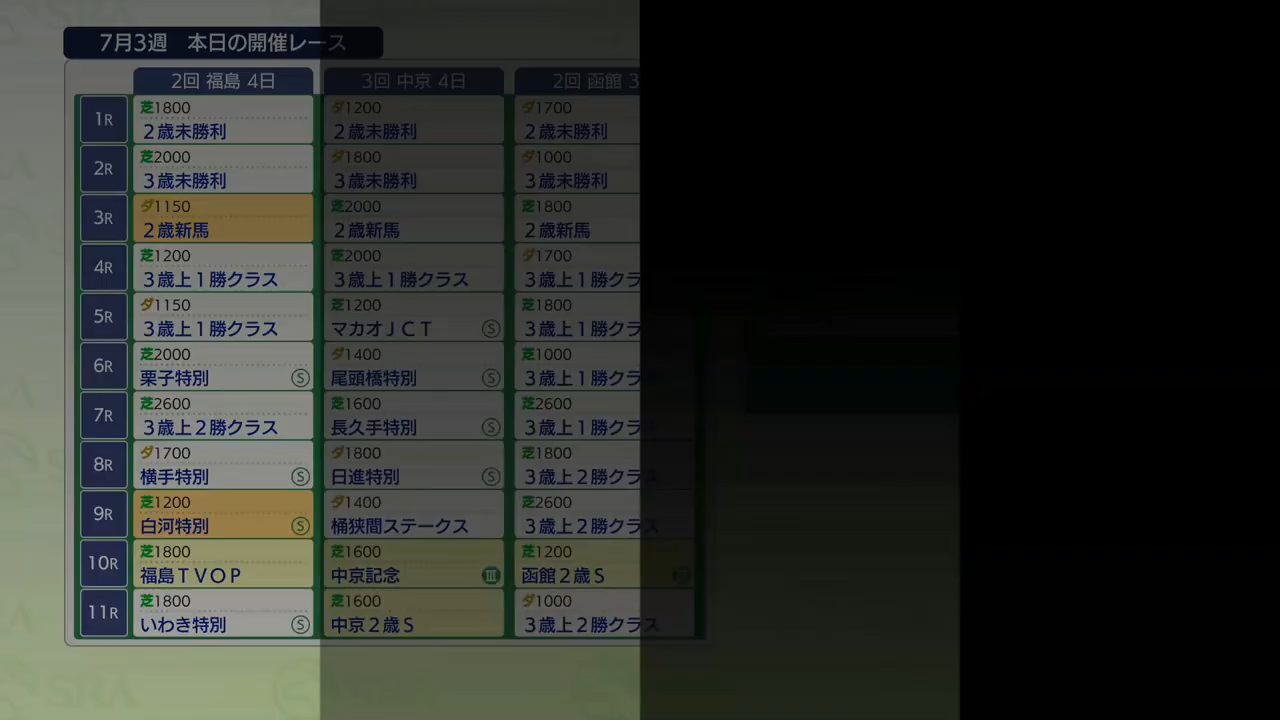 7月3週 本日の開催レース
2回 福島 4日 3回 中京 4日 2回 函館 3
1R 芝1800 ダ1200 ダ1700
2歳未勝利 2歳未勝利 2歳未勝利
2R 芝2000 ダ1800 ダ1000
3歳未勝利 3歳未勝利 3歳未勝利
3R ダ1150 芝2000 芝1800
2歳新馬 2歳新馬 2歳新馬
4R 芝1200 芝2000 ダ1700
3歳上1勝クラス 3歳上1勝クラス 3歳上1勝クラ
5R ダ1150 芝1200 芝1800
3歳上1勝クラス マカオJCT Ⓢ 3歳上1勝クラ
6R 芝2000 ダ1400 芝1000
栗子特別 Ⓢ 尾頭橋特別 Ⓢ 3歳上1勝クラ
7R 芝2600 芝1600 芝2600
3歳上2勝クラス 長久手特別 Ⓢ 3歳上1勝クラ
8R ダ1700 ダ1800 芝1800
横手特別 Ⓢ 日進特別 Ⓢ 3歳上2勝クラス
9R 芝1200 ダ1400 芝2600
白河特別 Ⓢ 桶狭間ステークス 3歳上2勝クラス
10R 芝1800 芝1600 芝1200
福島TVOP 中京記念 Ⅲ 函館2歳S
11R 芝1800 芝1600 ダ1000
いわき特別 Ⓢ 中京2歳S 3歳上2勝クラス